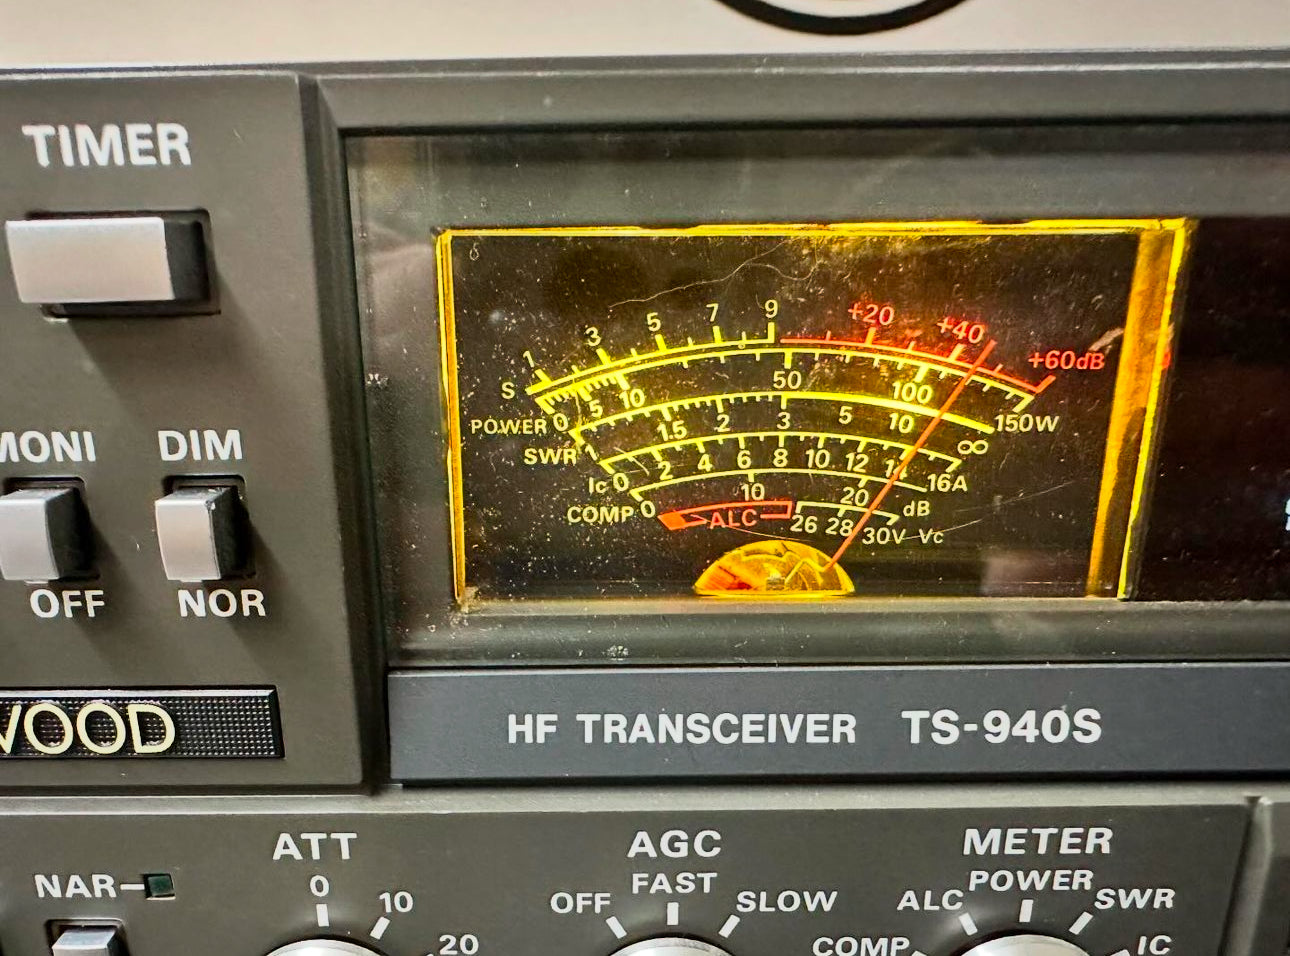 TIMER
MONI
OFF
DIM
NOR
WOOD
1 3 5 7 9 +20 +40 +60dB
S
0 5 10 50 100 150W
POWER
1 1.5 2 3 5 10 ∞
SWR
Ic 0 2 4 6 8 10 12 16A
COMP 0 10 20 dB
ALC 26 28 30V Vc
HF TRANSCEIVER TS-940S
NAR
ATT
0 10 20
AGC
OFF FAST SLOW
METER
COMP ALC POWER SWR IC